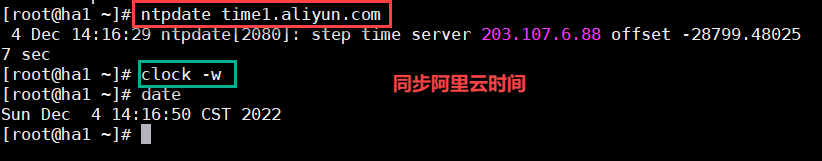 [root@ha1 ~]# ntpdate time1.aliyun.com
 4 Dec 14:16:29 ntpdate[2080]: step time server 203.107.6.88 offset -28799.48025
7 sec
[root@ha1 ~]# clock -w
[root@ha1 ~]# date
同步阿里云时间
Sun Dec  4 14:16:50 CST 2022
[root@ha1 ~]#